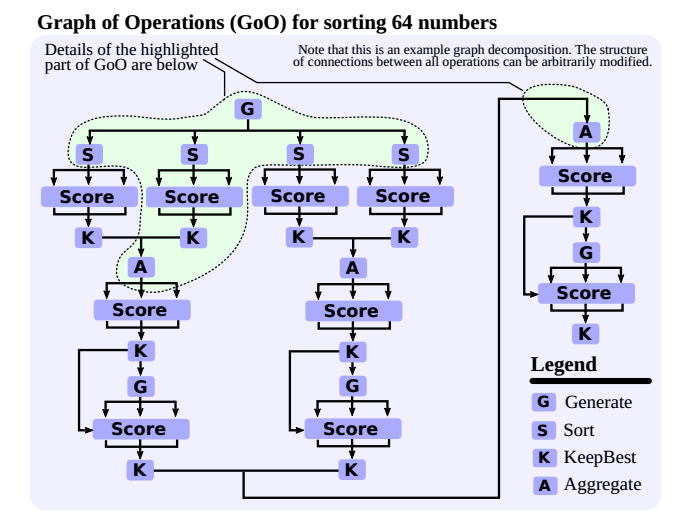 Graph of Operations (GoO) for sorting 64 numbers
Details of the highlighted
part of GoO are below
Note that this is an example graph decomposition. The structure
of connections between all operations can be arbitrarily modified.
G
A
S S S S
Score
Score Score Score Score
K
K K K K
G
A A
Score
Score Score
K
K K
Legend
G G
G Generate
Score Score
S Sort
K KeepBest
K K
A Aggregate